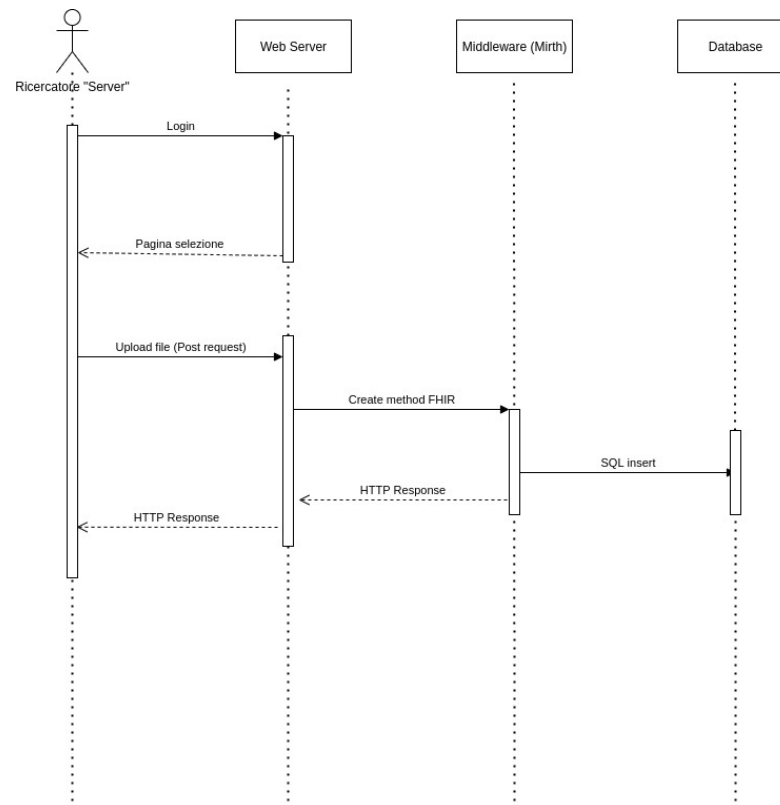 Web Server
Middleware (Mirth)
Database
Ricercatore "Server"
Login
Pagina selezione
Upload file (Post request)
Create method FHIR
SQL insert
HTTP Response
HTTP Response